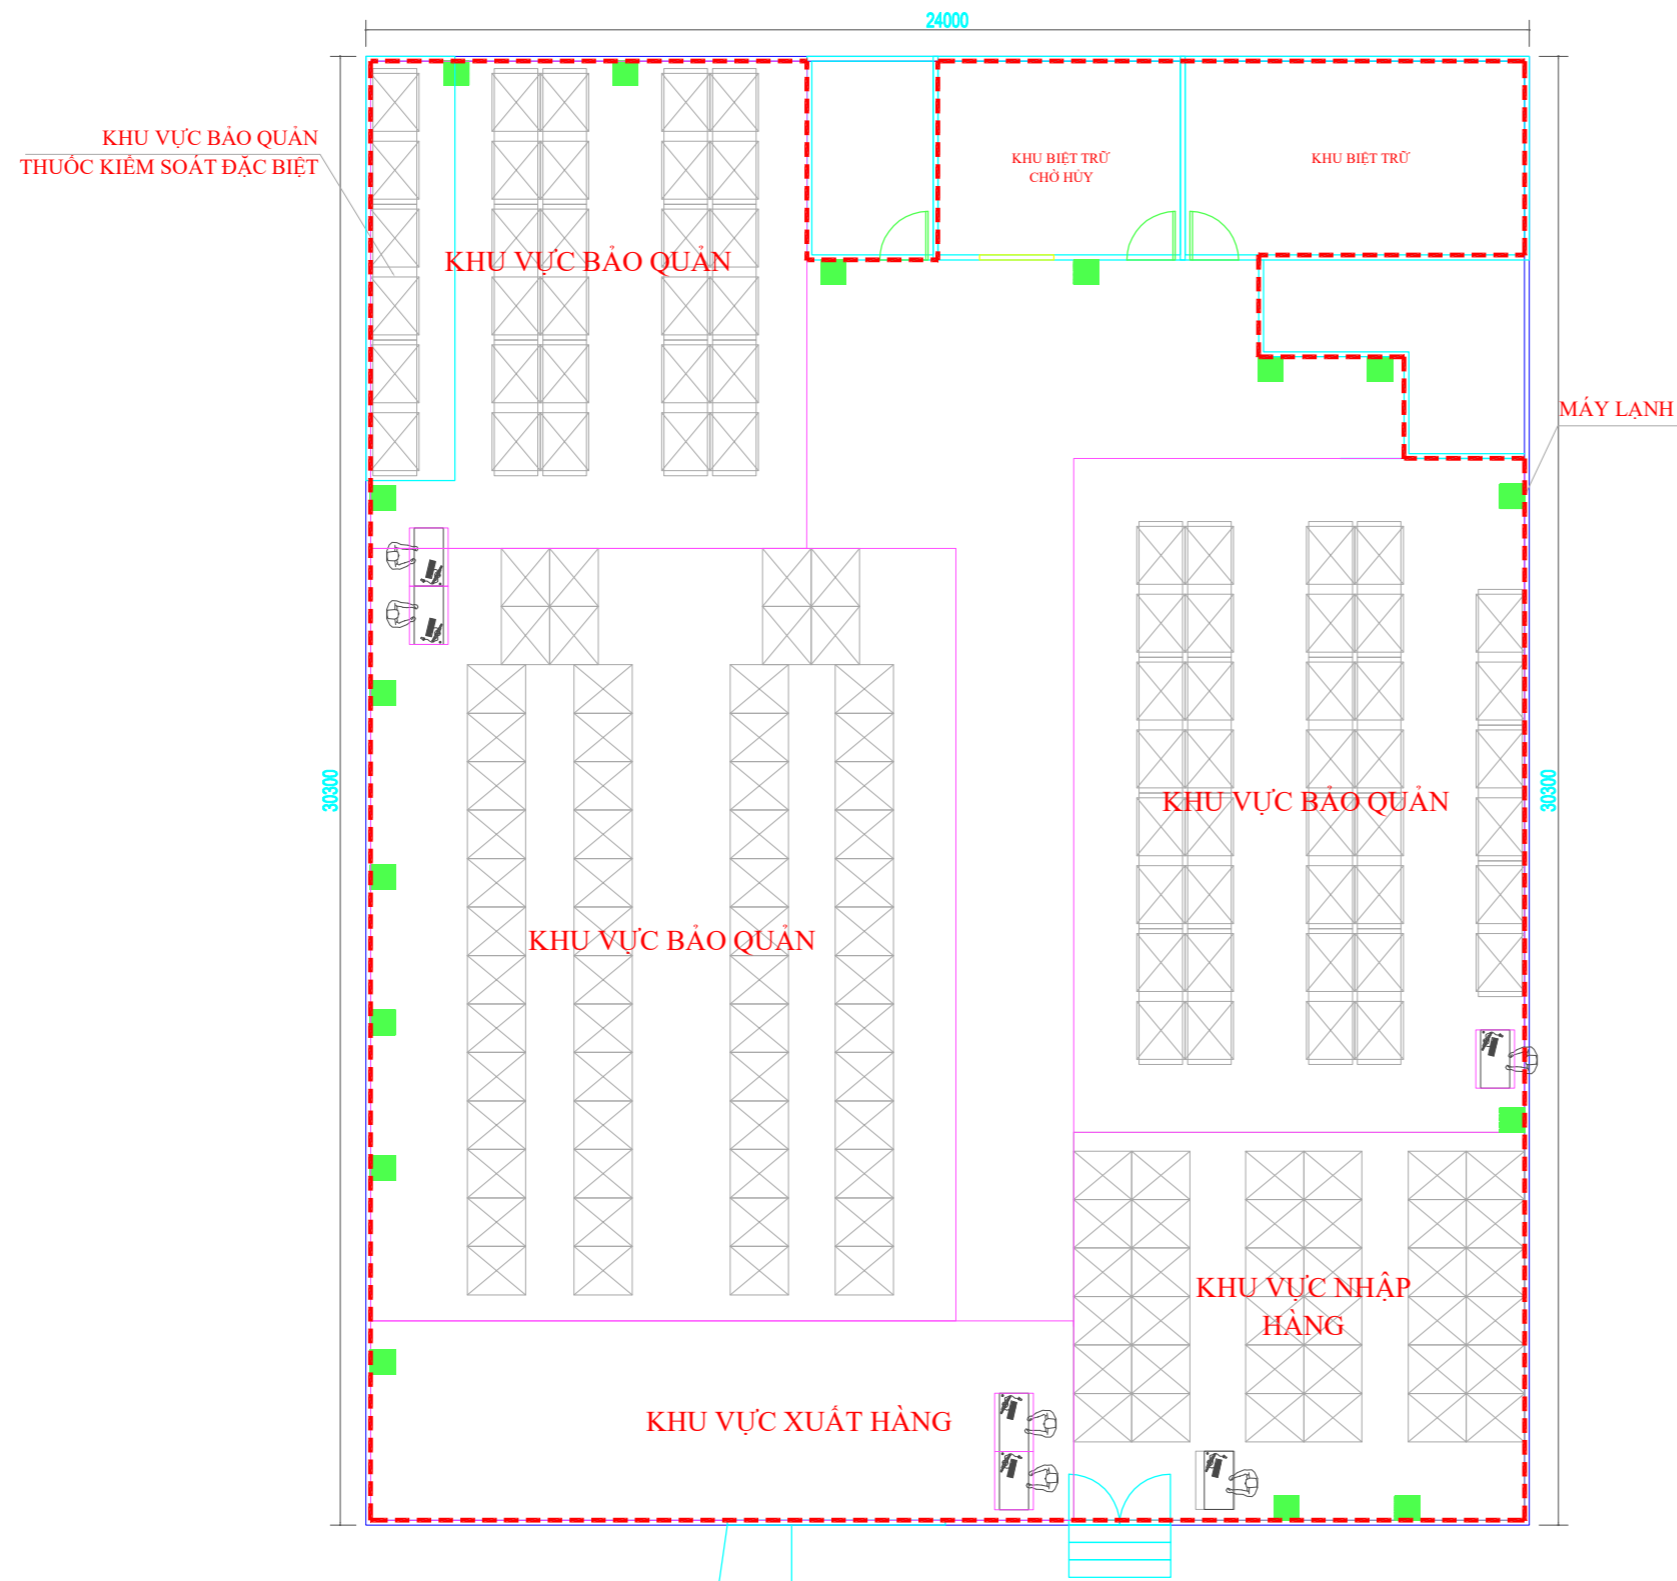 24000
KHU VỰC BẢO QUẢN
THUỐC KIỂM SOÁT ĐẶC BIỆT
KHU BIỆT TRỮ
CHỜ HỦY
KHU BIỆT TRỮ
KHU VỰC BẢO QUẢN
MÁY LẠNH
30300
30300
KHU VỰC BẢO QUẢN
KHU VỰC BẢO QUẢN
KHU VỰC NHẬP
HÀNG
KHU VỰC XUẤT HÀNG